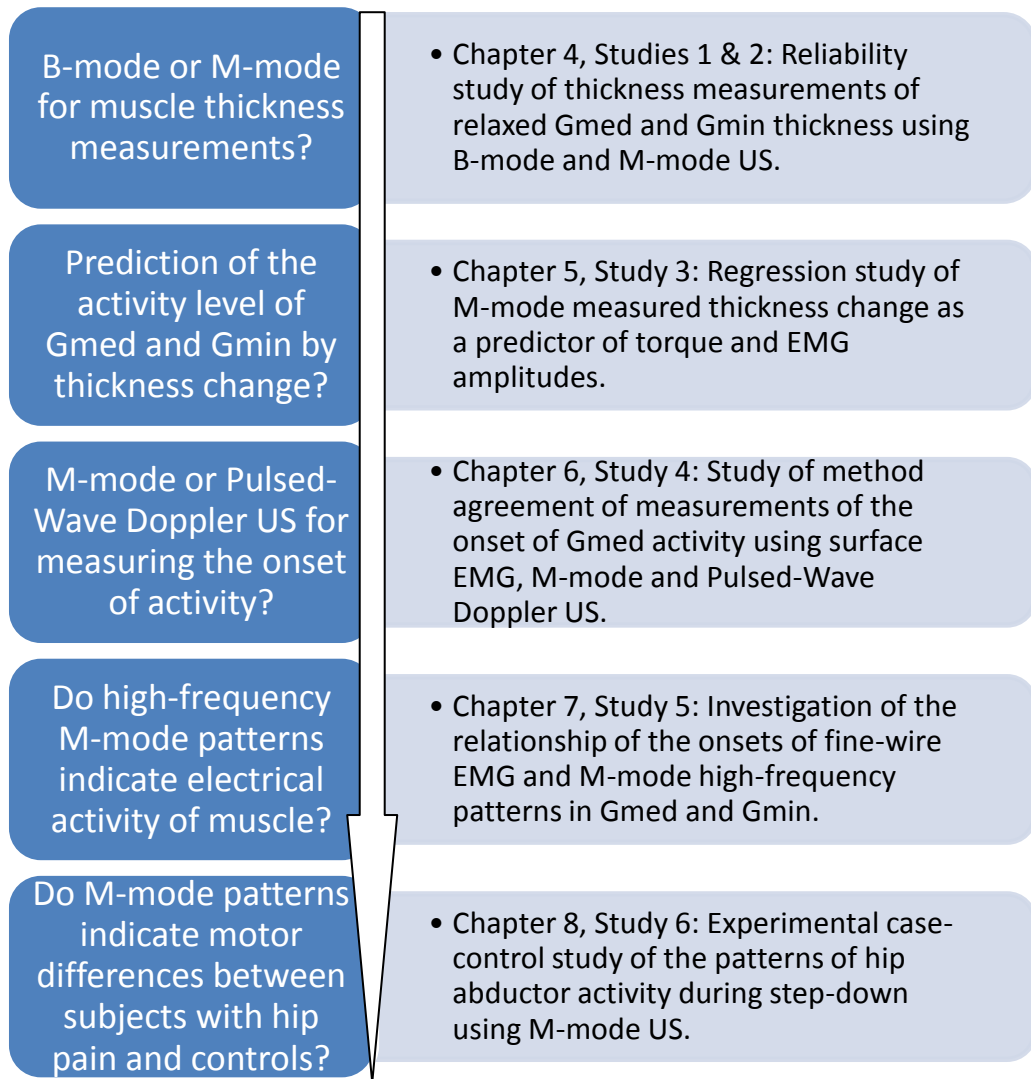 B-mode or M-mode
for muscle thickness
measurements?
• Chapter 4, Studies 1 & 2: Reliability
study of thickness measurements of
relaxed Gmed and Gmin thickness using
B-mode and M-mode US.
Prediction of the
activity level of
Gmed and Gmin by
thickness change?
• Chapter 5, Study 3: Regression study of
M-mode measured thickness change as
a predictor of torque and EMG
amplitudes.
M-mode or Pulsed-
Wave Doppler US for
measuring the onset
of activity?
• Chapter 6, Study 4: Study of method
agreement of measurements of the
onset of Gmed activity using surface
EMG, M-mode and Pulsed-Wave
Doppler US.
Do high-frequency
M-mode patterns
indicate electrical
activity of muscle?
• Chapter 7, Study 5: Investigation of the
relationship of the onsets of fine-wire
EMG and M-mode high-frequency
patterns in Gmed and Gmin.
Do M-mode patterns
indicate motor
differences between
subjects with hip
pain and controls?
• Chapter 8, Study 6: Experimental case-
control study of the patterns of hip
abductor activity during step-down
using M-mode US.